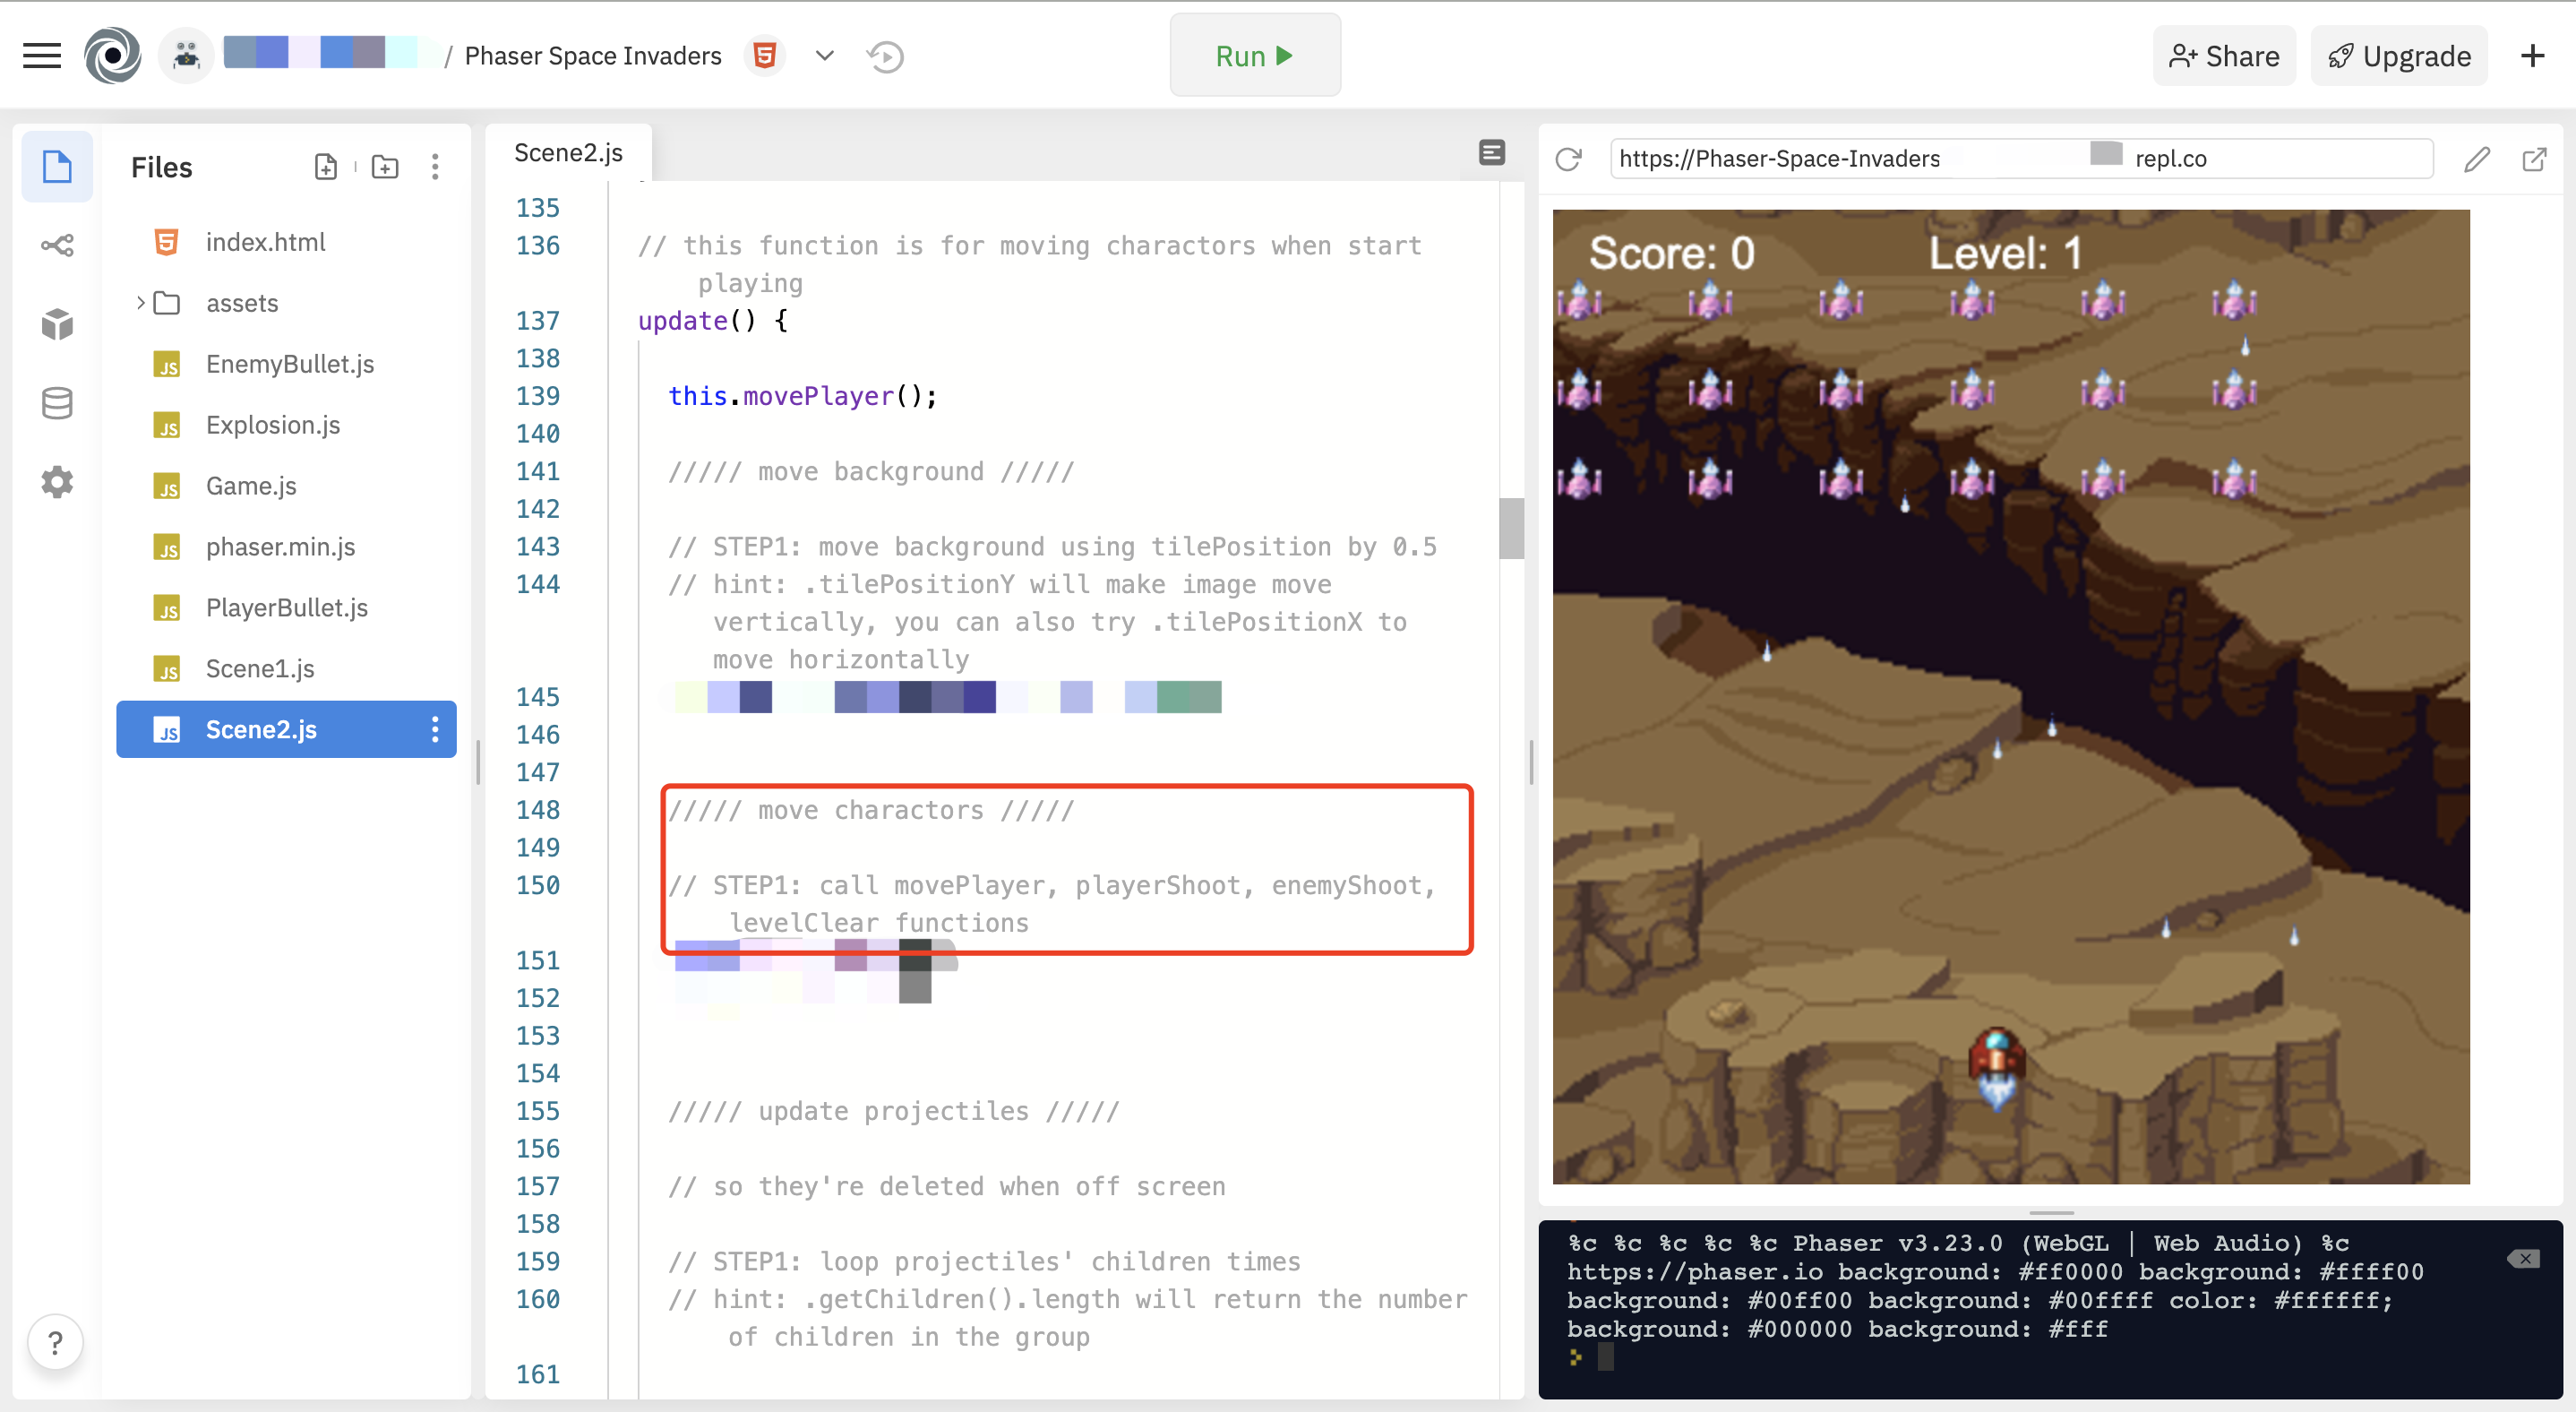 / Phaser Space Invaders
Run
Share
Upgrade
Files
index.html
assets
EnemyBullet.js
Explosion.js
Game.js
phaser.min.js
PlayerBullet.js
Scene1.js
Scene2.js
?
Scene2.js
135
136 // this function is for moving charactors when start
playing
137 update() {
138
139 this.movePlayer();
140
141 ///// move background /////
142
143 // STEP1: move background using tilePosition by 0.5
144 // hint: .tilePositionY will make image move
vertically, you can also try .tilePositionX to
move horizontally
145
146
147
148 ///// move charactors /////
149
150 // STEP1: call movePlayer, playerShoot, enemyShoot,
levelClear functions
151
152
153
154
155 ///// update projectiles /////
156
157 // so they're deleted when off screen
158
159 // STEP1: loop projectiles' children times
160 // hint: .getChildren().length will return the number
of children in the group
161
https://Phaser-Space-Invaders repl.co
Score: 0 Level: 1
%c %c %c %c %c Phaser v3.23.0 (WebGL | Web Audio) %c
https://phaser.io background: #ff0000 background: #ffff00
background: #00ff00 background: #00ffff color: #ffffff;
background: #000000 background: #fff